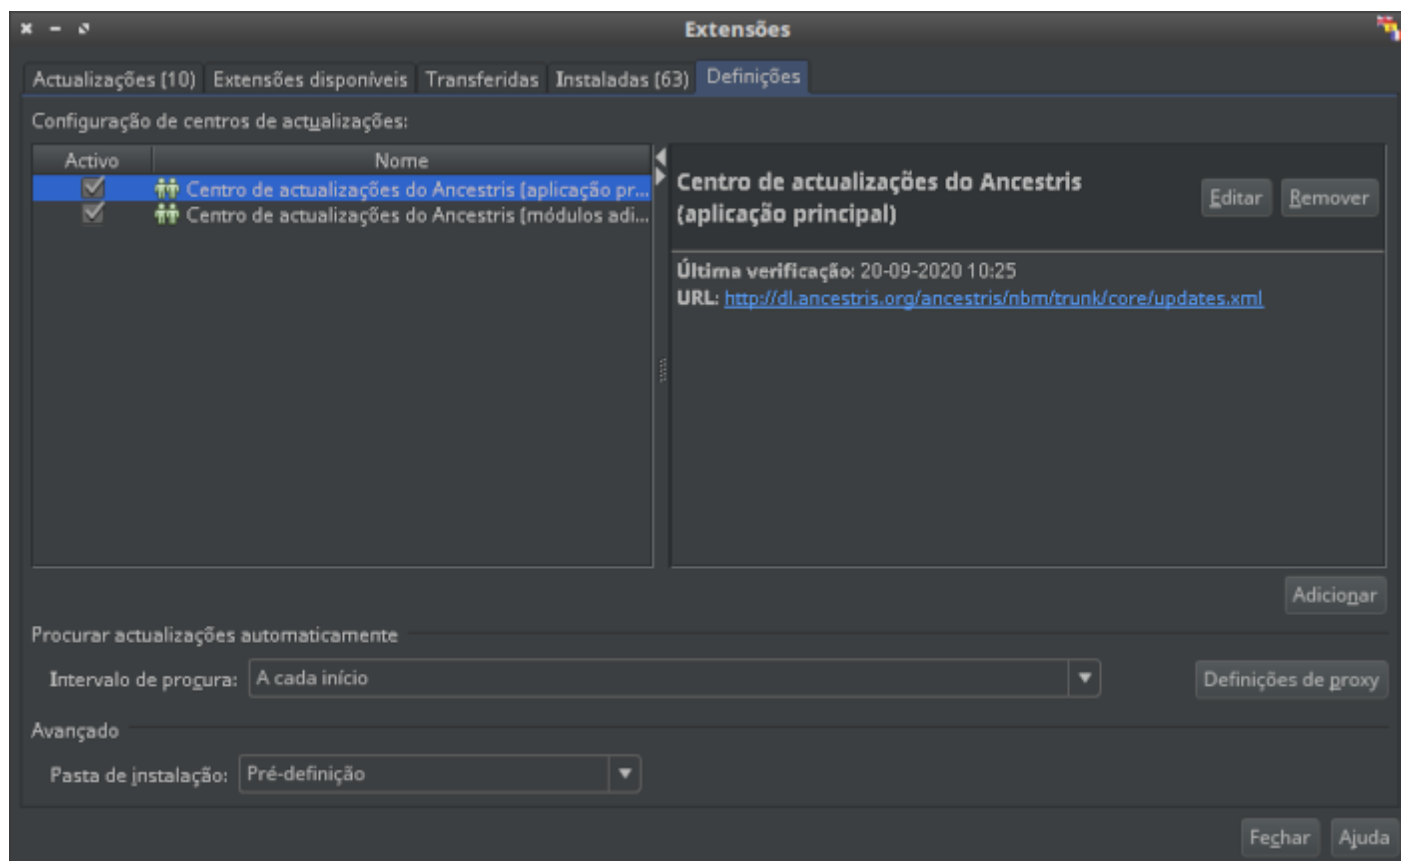 Extensões
Actualizações (10) Extensões disponíveis Transferidas Instaladas (63) Definições
Configuração de centros de actualizações:
Activo Nome
Centro de actualizações do Ancestris (aplicação pr...
Centro de actualizações do Ancestris (módulos adi...
Centro de actualizações do Ancestris
(aplicação principal)
Editar Remover
Última verificação: 20-09-2020 10:25
URL: http://dl.ancestris.org/ancestris/nbm/trunk/core/updates.xml
Adicionar
Procurar actualizações automaticamente
Intervalo de procura: A cada início Definições de proxy
Avançado
Pasta de instalação: Pré-definição
Fechar Ajuda